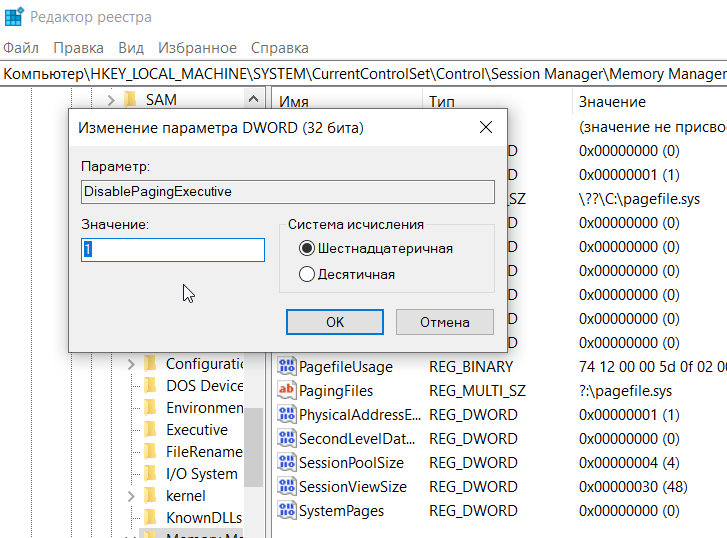 Редактор реестра
Файл Правка Вид Избранное Справка
Компьютер\HKEY_LOCAL_MACHINE\SYSTEM\CurrentControlSet\Control\Session Manager\Memory Manager
SAM
Имя Тип Значение
(значение не присво
D 0x00000000 (0)
D 0x00000001 (1)
_SZ \??\C:\pagefile.sys
D 0x00000000 (0)
D 0x00000000 (0)
D 0x00000000 (0)
D 0x00000000 (0)
D 0x00000000 (0)
D 0x00000000 (0)
Изменение параметра DWORD (32 бита)
Параметр:
DisablePagingExecutive
Значение:
1
Система исчисления
Шестнадцатеричная
Десятичная
OK
Отмена
Configuratio
DOS Device
Environmen
Executive
FileRename
I/O System
kernel
KnownDLLs
Memory Ma
PagefileUsage REG_BINARY 74 12 00 00 5d 0f 02 00
PagingFiles REG_MULTI_SZ ?:\pagefile.sys
PhysicalAddressE... REG_DWORD 0x00000001 (1)
SecondLevelDat... REG_DWORD 0x00000000 (0)
SessionPoolSize REG_DWORD 0x00000004 (4)
SessionViewSize REG_DWORD 0x00000030 (48)
SystemPages REG_DWORD 0x00000000 (0)